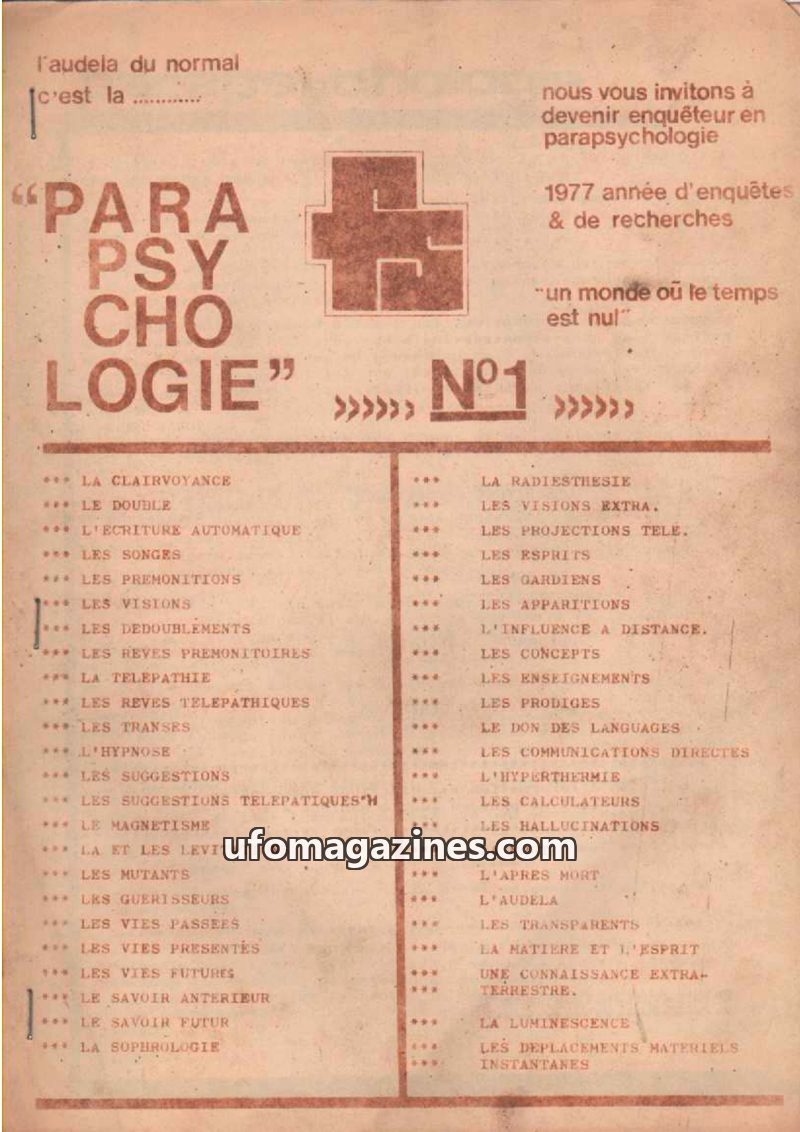 l'audela du normal
c'est la ............
nous vous invitons à
devenir enquêteur en
parapsychologie
1977 année d'enquêtes
& de recherches
"un monde où le temps
est nul"
"PARA
PSY
CHO
LOGIE"
PS
»»»» Nº1 »»»»
*** LA CLAIRVOYANCE
*** LE DOUBLE
*** L'ECRITURE AUTOMATIQUE
*** LES SONGES
*** LES PREMONITIONS
*** LES VISIONS
*** LES DEDOUBLEMENTS
*** LES REVES PREMONITOIRES
*** LA TELEPATHIE
*** LES REVES TELEPATHIQUES
*** LES TRANSES
*** L'HYPNOSE
*** LES SUGGESTIONS
*** LES SUGGESTIONS TELEPATIQUES"H
*** LE MAGNETISME
*** LA ET LES
*** LES MUTANTS
*** LES GUERISSEURS
*** LES VIES PASSEES
*** LES VIES PRESENTES
*** LES VIES FUTURES
*** LE SAVOIR ANTERIEUR
*** LE SAVOIR FUTUR
*** LA SOPHROLOGIE
*** LA RADIESTHESIE
*** LES VISIONS EXTRA.
*** LES PROJECTIONS TELE.
*** LES ESPRITS
*** LES GARDIENS
*** LES APPARITIONS
*** L'INFLUENCE A DISTANCE.
*** LES CONCEPTS
*** LES ENSEIGNEMENTS
*** LES PRODIGES
*** LE DON DES LANGUAGES
*** LES COMMUNICATIONS DIRECTES
*** L'HYPERTHERMIE
*** LES CALCULATEURS
*** LES HALLUCINATIONS
*** L'APRES MORT
*** L'AUDELA
*** LES TRANSPARENTS
*** LA MATIERE ET L'ESPRIT
*** UNE CONNAISSANCE EXTRA-
*** TERRESTRE.
*** LA LUMINESCENCE
*** LES DEPLACEMENTS MATERIELS
*** INSTANTANES
ufomagazines.com